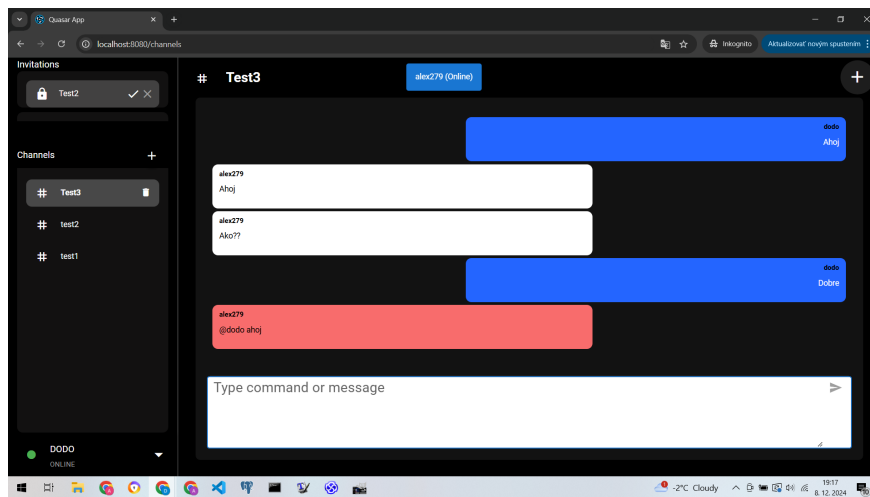 Quasar App
localhost:8080/channels
Inkognito
Aktualizovať novým spustením
Invitations
Test2
Channels
Test3
test2
test1
DODO
ONLINE
Test3
alex279 (Online)
dodo
Ahoj
alex279
Ahoj
alex279
Ako??
dodo
Dobre
alex279
@dodo ahoj
Type command or message
-2°C Cloudy
19:17
8. 12. 2024